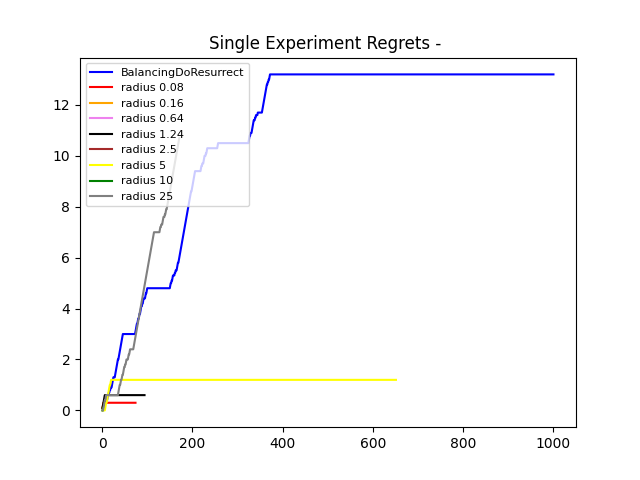 Single Experiment Regrets -
BalancingDoResurrect
radius 0.08
radius 0.16
radius 0.64
radius 1.24
radius 2.5
radius 5
radius 10
radius 25
12
10
8
6
4
2
0
0 200 400 600 800 1000